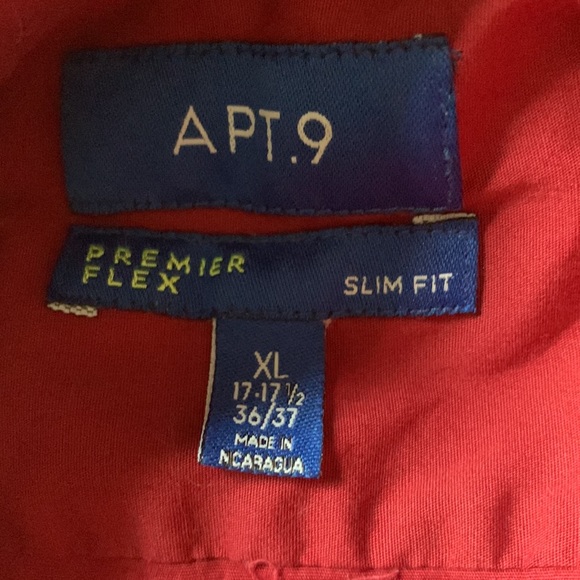 APT.9
PREMIER
FLEX
SLIM FIT
XL
17-17 ½
36/37
MADE IN
NICARAGUA